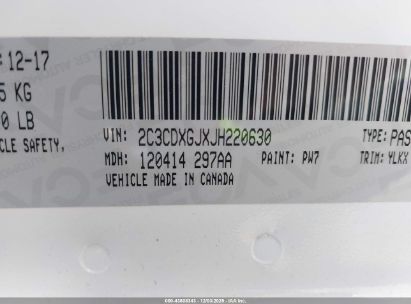 : 12-17
5 KG
0 LB
CLE SAFETY,
VIN: 2C3CDXGJXJH220630 TYPE: PAS
MDH: 120414 297AA PAINT: PW7 TRIM: YLKX
VEHICLE MADE IN CANADA